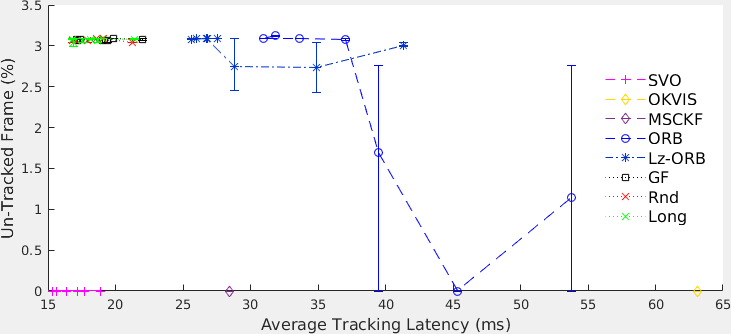 3.5
3
2.5
2
1.5
1
0.5
0
Un-Tracked Frame (%)
SVO
OKVIS
MSCKF
ORB
Lz-ORB
GF
Rnd
Long
15 20 25 30 35 40 45 50 55 60 65
Average Tracking Latency (ms)